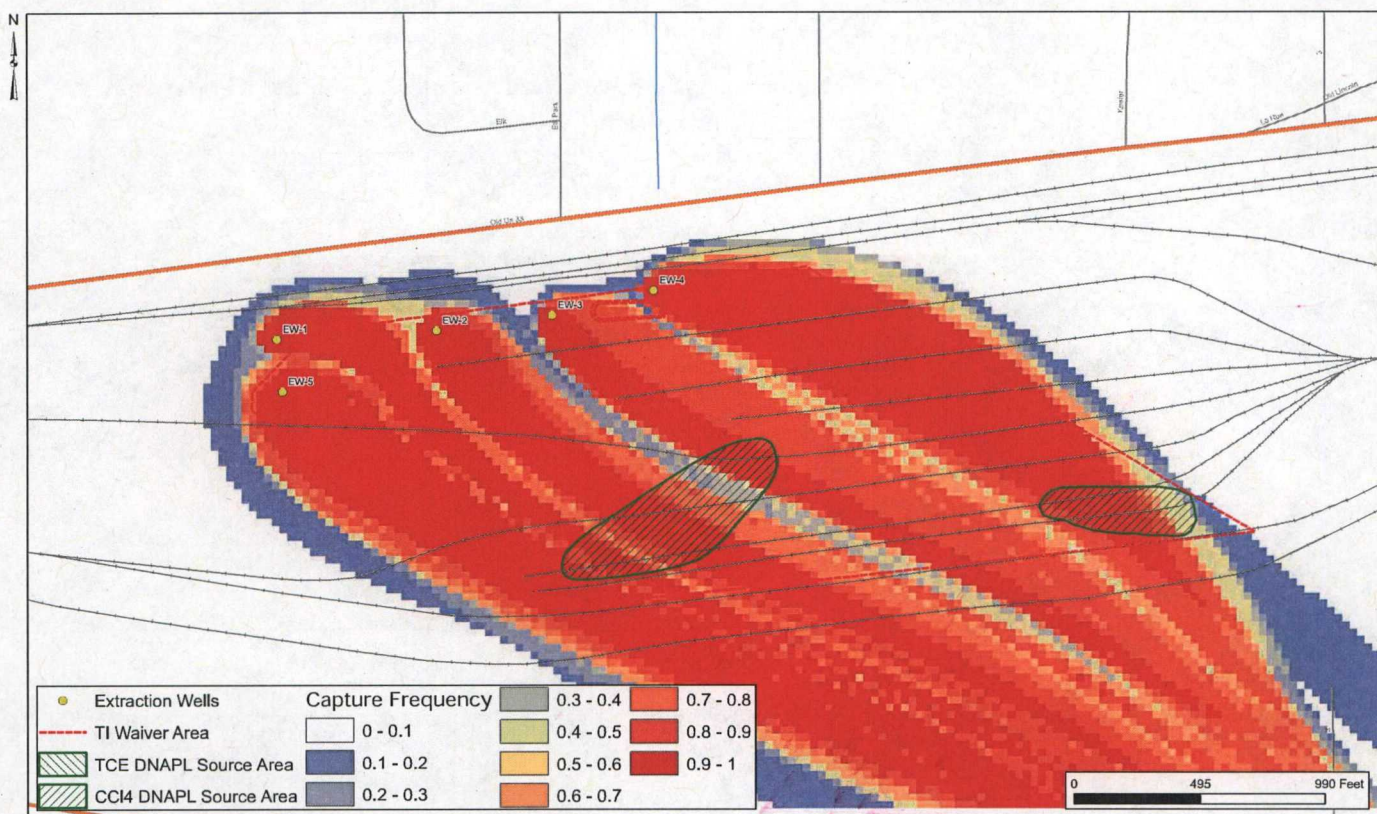 N
Elk
Elk Park
Old Lincoln
EW-4
EW-3
EW-1
EW-2
EW-5
Extraction Wells
TI Waiver Area
TCE DNAPL Source Area
CCl4 DNAPL Source Area
Capture Frequency
0 - 0.1
0.1 - 0.2
0.2 - 0.3
0.3 - 0.4
0.4 - 0.5
0.5 - 0.6
0.6 - 0.7
0.7 - 0.8
0.8 - 0.9
0.9 - 1
0 495 990 Feet